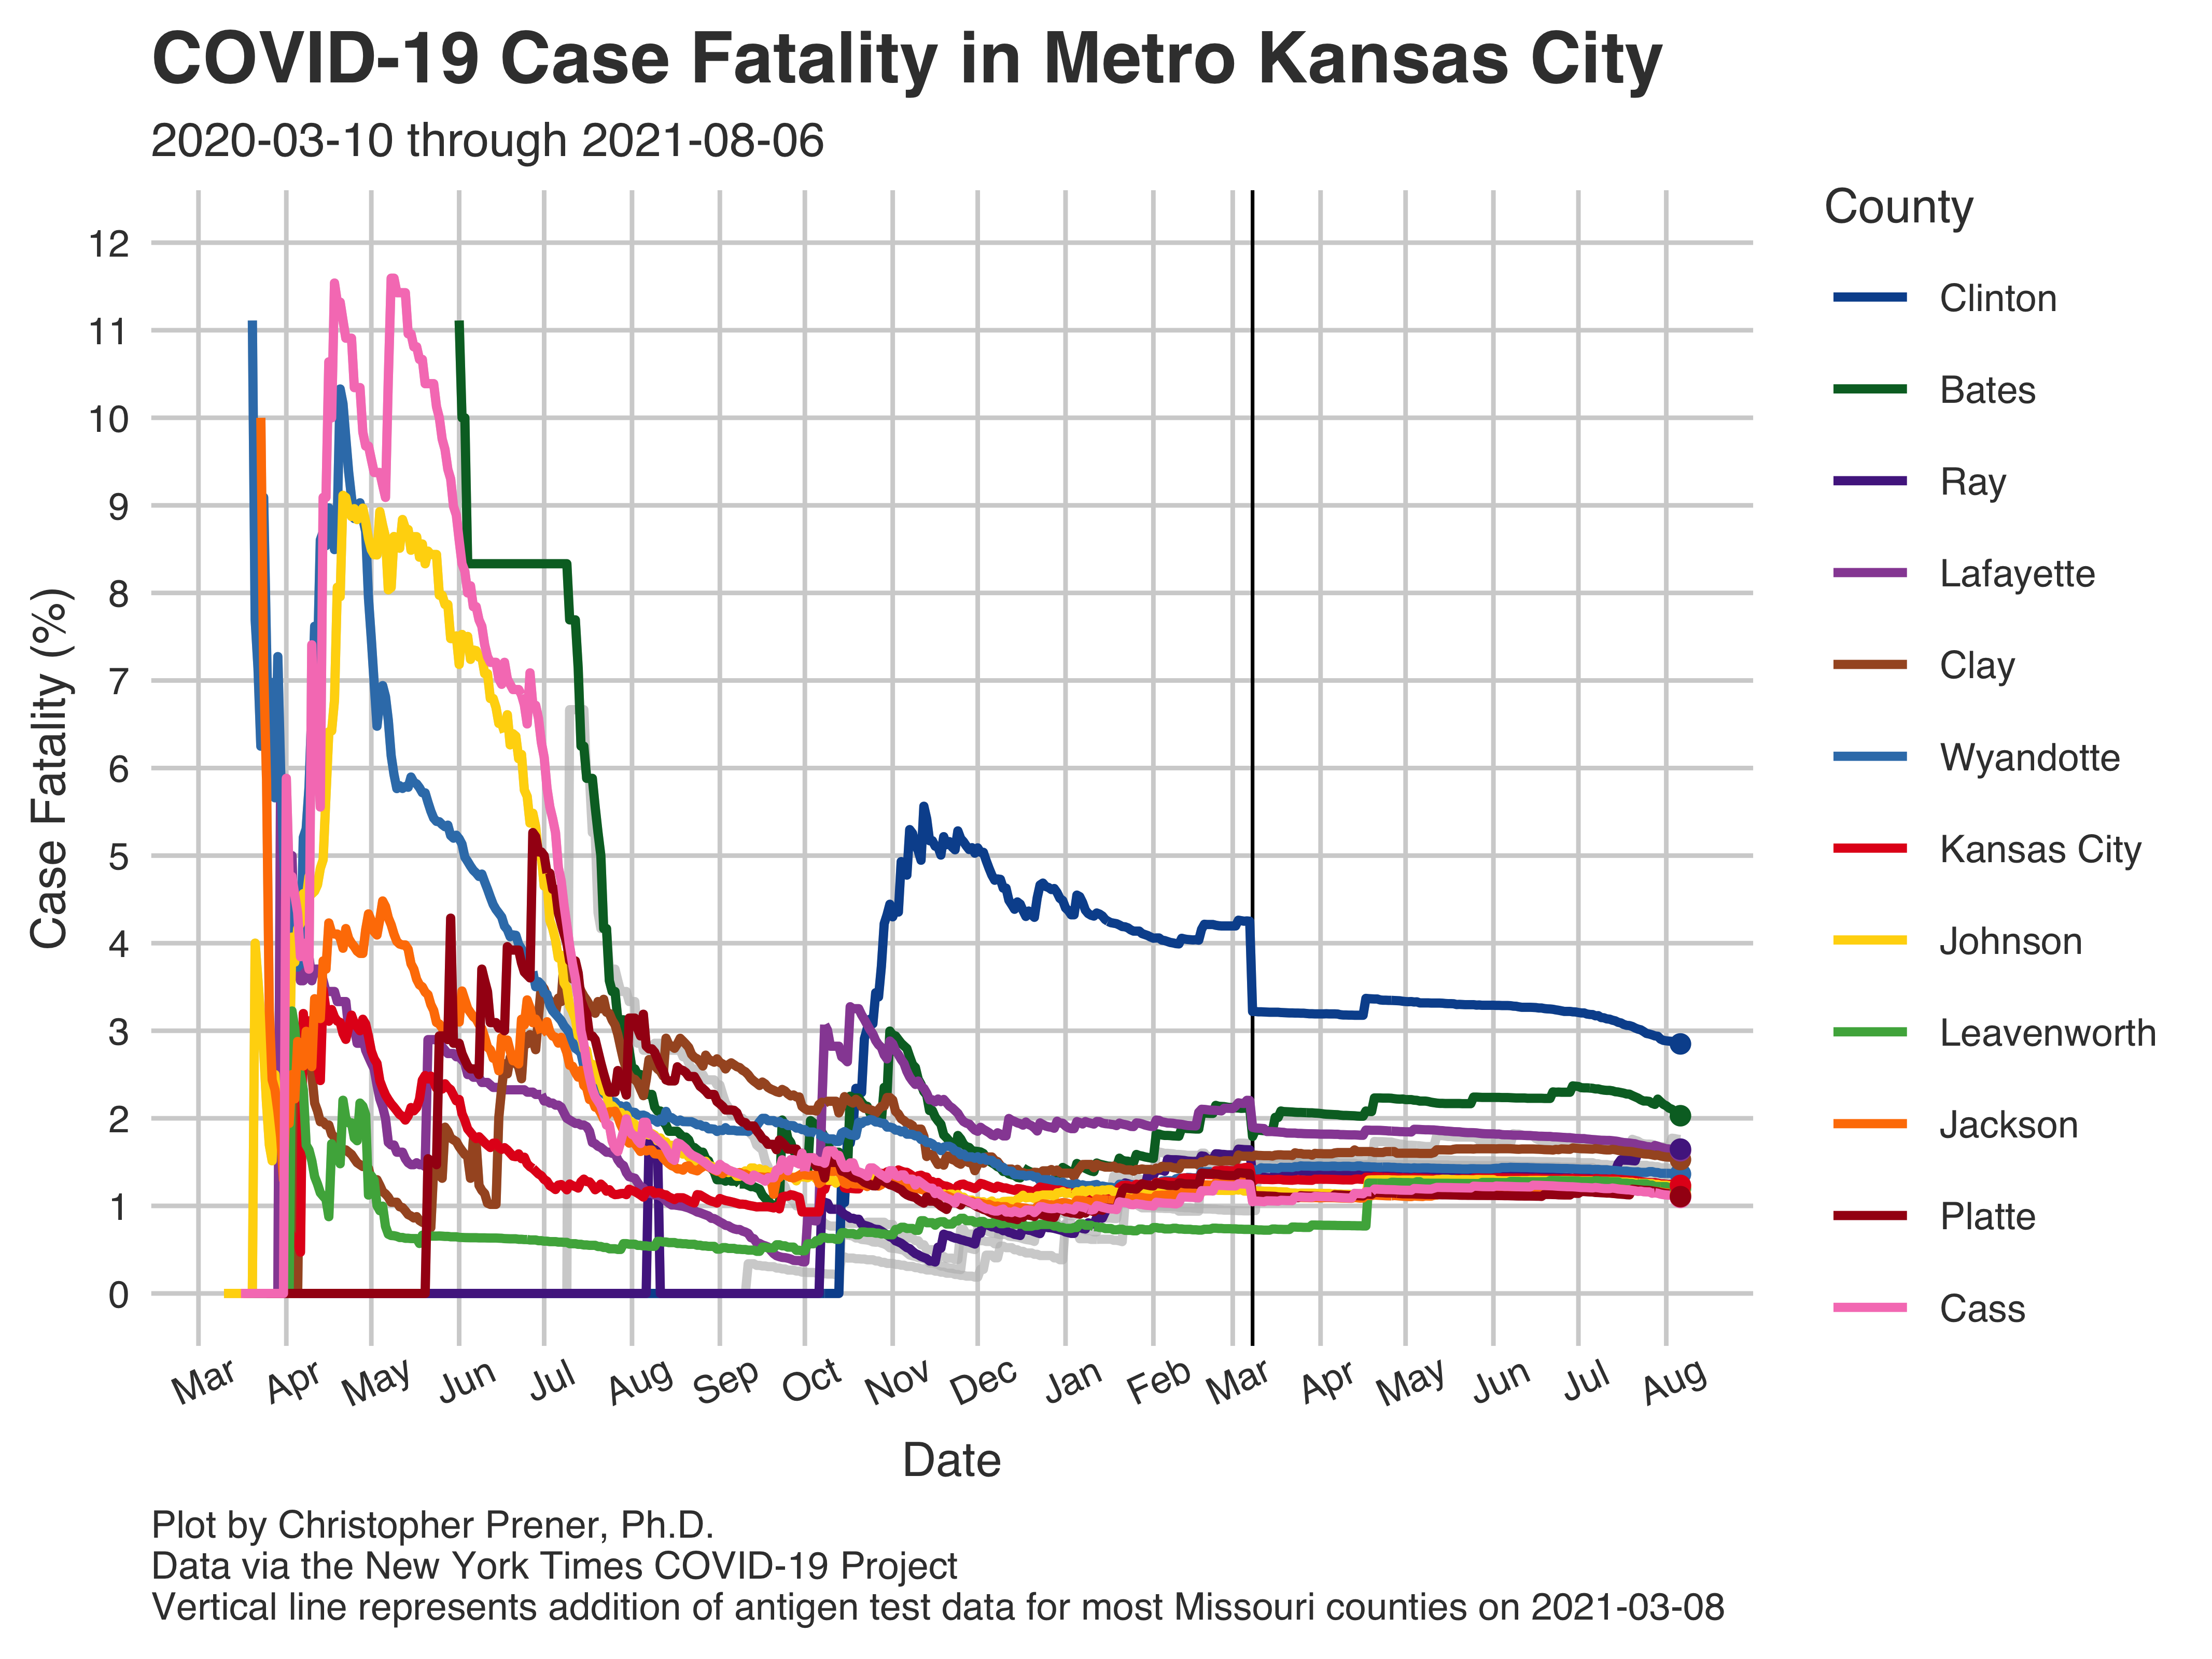 COVID-19 Case Fatality in Metro Kansas City
2020-03-10 through 2021-08-06
County
Clinton
Bates
Ray
Lafayette
Clay
Wyandotte
Kansas City
Johnson
Leavenworth
Jackson
Platte
Cass
Case Fatality (%)
12
11
10
9
8
7
6
5
4
3
2
1
0
Mar Apr May Jun Jul Aug Sep Oct Nov Dec Jan Feb Mar Apr May Jun Jul Aug
Date
Plot by Christopher Prener, Ph.D.
Data via the New York Times COVID-19 Project
Vertical line represents addition of antigen test data for most Missouri counties on 2021-03-08